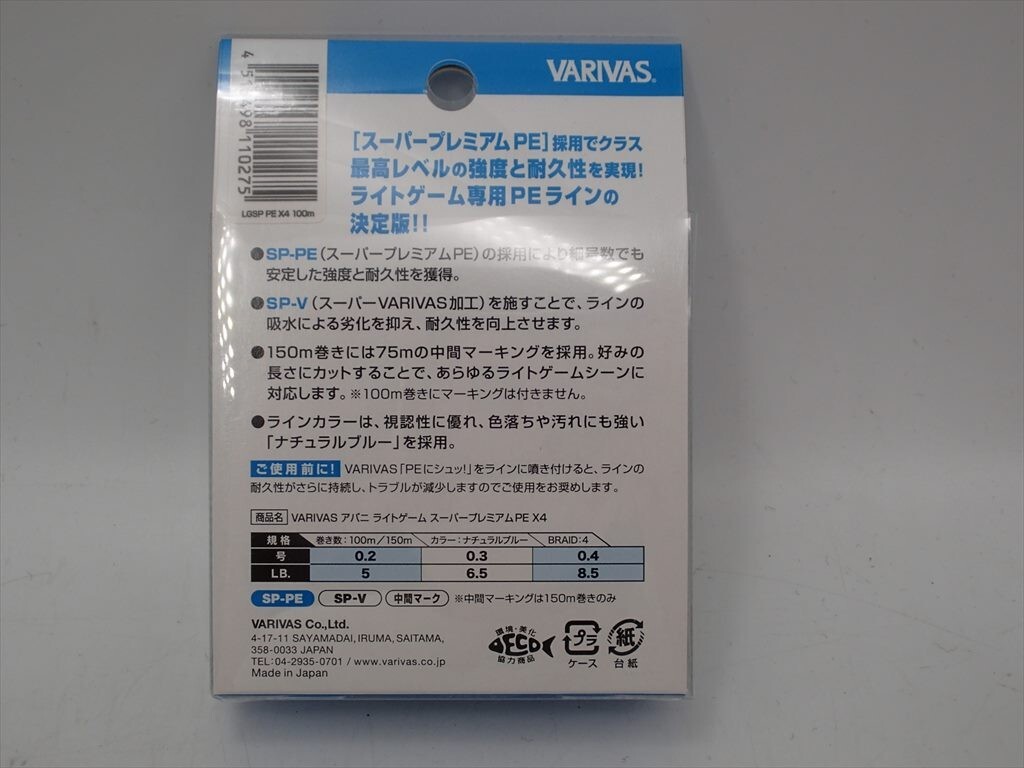 VARIVAS®
498110275
LGSP PE X4 100m
[スーパープレミアムPE]採用でクラス
最高レベルの強度と耐久性を実現!
ライトゲーム専用PEラインの
決定版!!
●SP-PE(スーパープレミアムPE)の採用により細号数でも
安定した強度と耐久性を獲得。
●SP-V(スーパーVARIVAS加工)を施すことで、ラインの
吸水による劣化を抑え、耐久性を向上させます。
●150m巻きには75mの中間マーキングを採用。好みの
長さにカットすることで、あらゆるライトゲームシーンに
対応します。※100m巻きにマーキングは付きません。
●ラインカラーは、視認性に優れ、色落ちや汚れにも強い
「ナチュラルブルー」を採用。
ご使用前に! VARIVAS「PEにシュッ!」をラインに噴き付けると、ラインの
耐久性がさらに持続し、トラブルが減少しますのでご使用をお奨めします。
商品名 VARIVAS アバニ ライトゲーム スーパープレミアムPE X4
規格 巻き数:100m/150m カラー:ナチュラルブルー BRAID:4
号 0.2 0.3 0.4
LB. 5 6.5 8.5
SP-PE SP-V 中間マーク ※中間マーキングは150m巻きのみ
VARIVAS Co.,Ltd.
4-17-11 SAYAMADAI, IRUMA, SAITAMA,
358-0033 JAPAN
TEL:04-2935-0701 / www.varivas.co.jp
Made in Japan
環境・美化
ECO
協力商品
プラ
ケース
紙
台紙